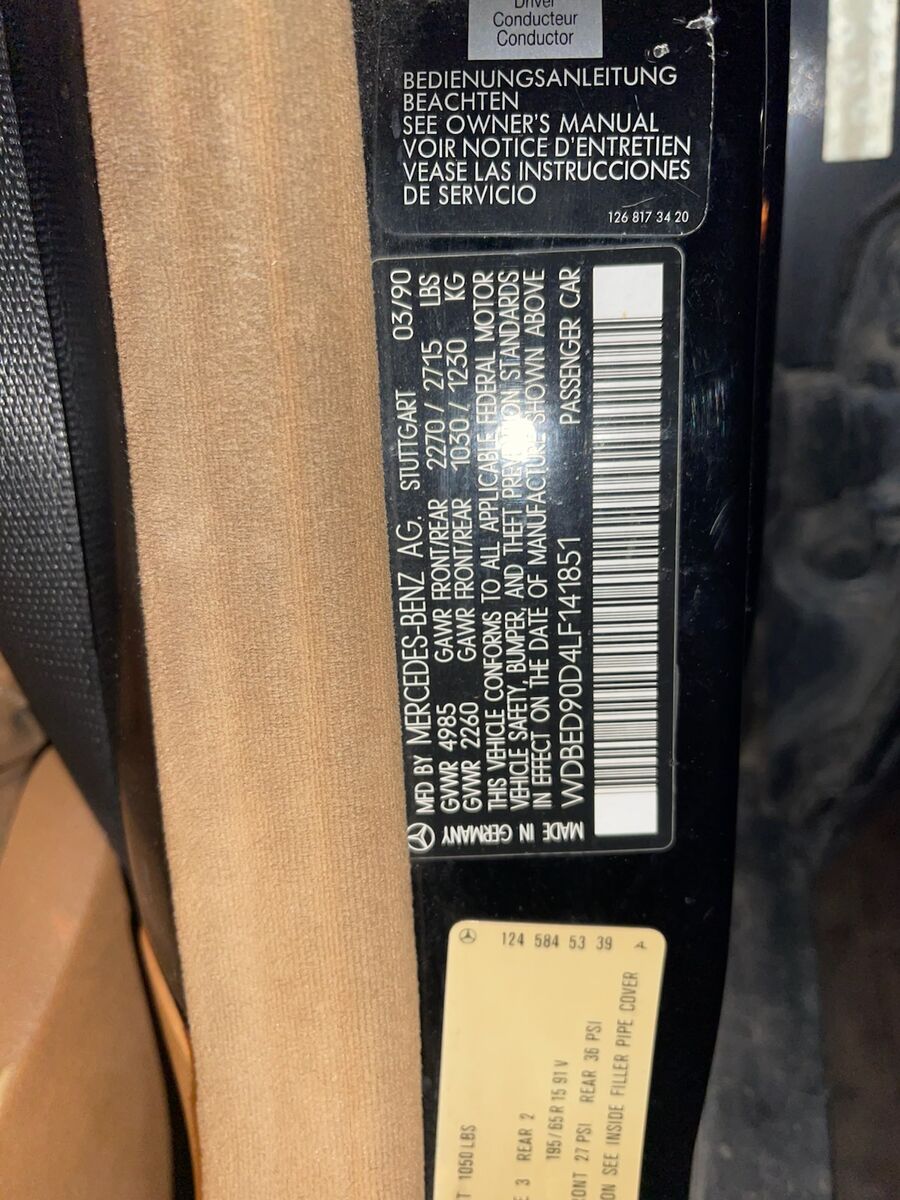 Driver
Conducteur
Conductor
BEDIENUNGSANLEITUNG
BEACHTEN
SEE OWNER'S MANUAL
VOIR NOTICE D'ENTRETIEN
VEASE LAS INSTRUCCIONES
DE SERVICIO
126 817 34 20
MFD BY MERCEDES-BENZ AG. STUTTGART 03/90
GVWR 4985 GAWR FRONT/REAR 2270 / 2715 LBS
GVWR 2260 GAWR FRONT/REAR 1030 / 1230 KG
THIS VEHICLE CONFORMS TO ALL APPLICABLE FEDERAL MOTOR
VEHICLE SAFETY, BUMPER, AND THEFT PREVENTION STANDARDS
IN EFFECT ON THE DATE OF MANUFACTURE SHOWN ABOVE
WDBED90D4LF141851 PASSENGER CAR
MADE IN GERMANY
124 584 53 39 A
T 1050 LBS
E 3 REAR 2
195/65 R 15 91 V
ONT 27 PSI REAR 36 PSI
ON SEE INSIDE FILLER PIPE COVER